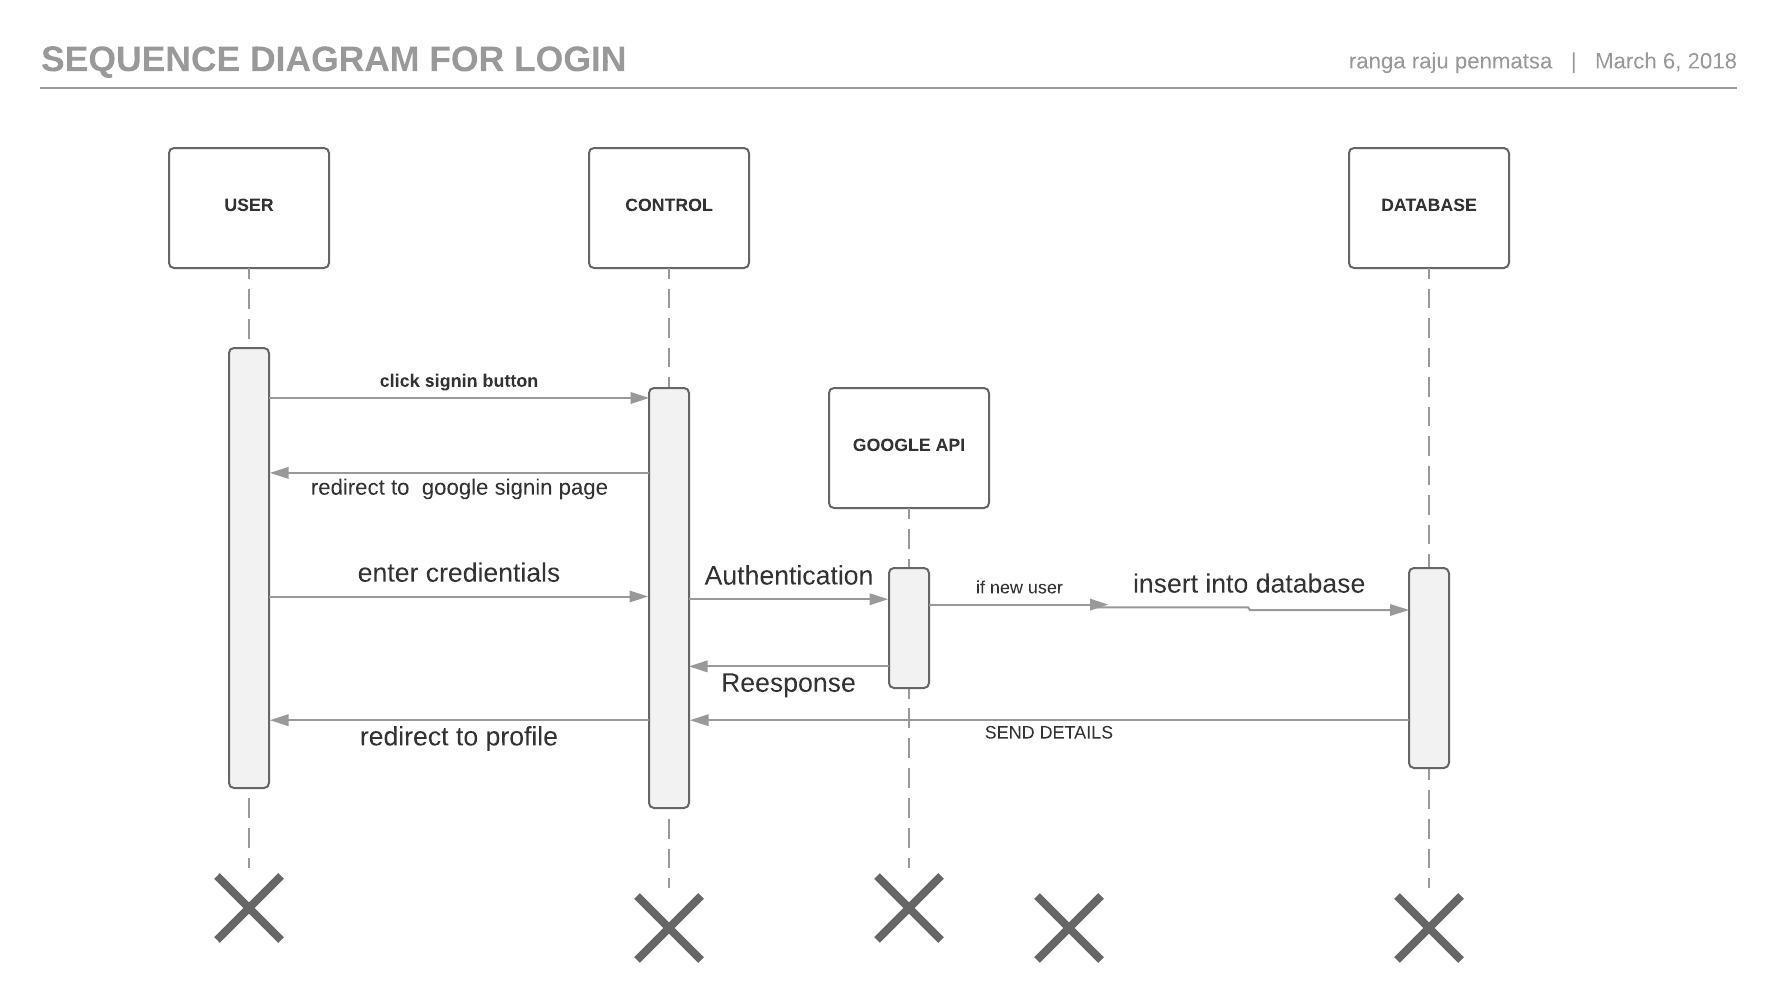 SEQUENCE DIAGRAM FOR LOGIN
ranga raju penmatsa | March 6, 2018
USER
CONTROL
DATABASE
click signin button
GOOGLE API
redirect to google signin page
enter credientials
Authentication
if new user
insert into database
Reesponse
redirect to profile
SEND DETAILS